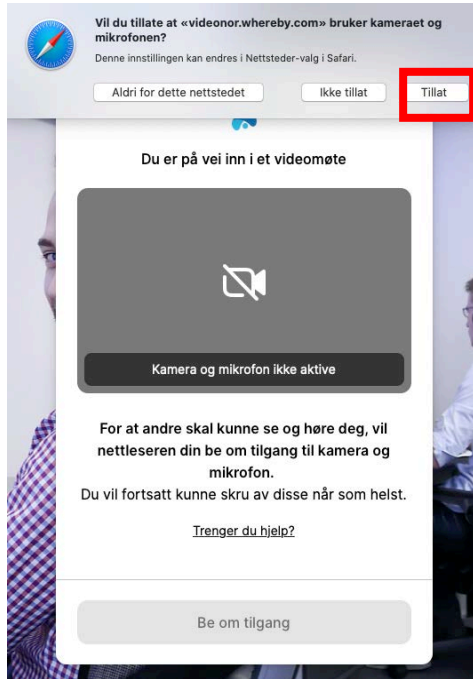 Vil du tillate at «videonor.whereby.com» bruker kameraet og
mikrofonen?
Denne innstillingen kan endres i Nettsteder-valg i Safari.
Aldri for dette nettstedet Ikke tillat Tillat
Du er på vei inn i et videomøte
Kamera og mikrofon ikke aktive
For at andre skal kunne se og høre deg, vil
nettleseren din be om tilgang til kamera og
mikrofon.
Du vil fortsatt kunne skru av disse når som helst.
Trenger du hjelp?
Be om tilgang